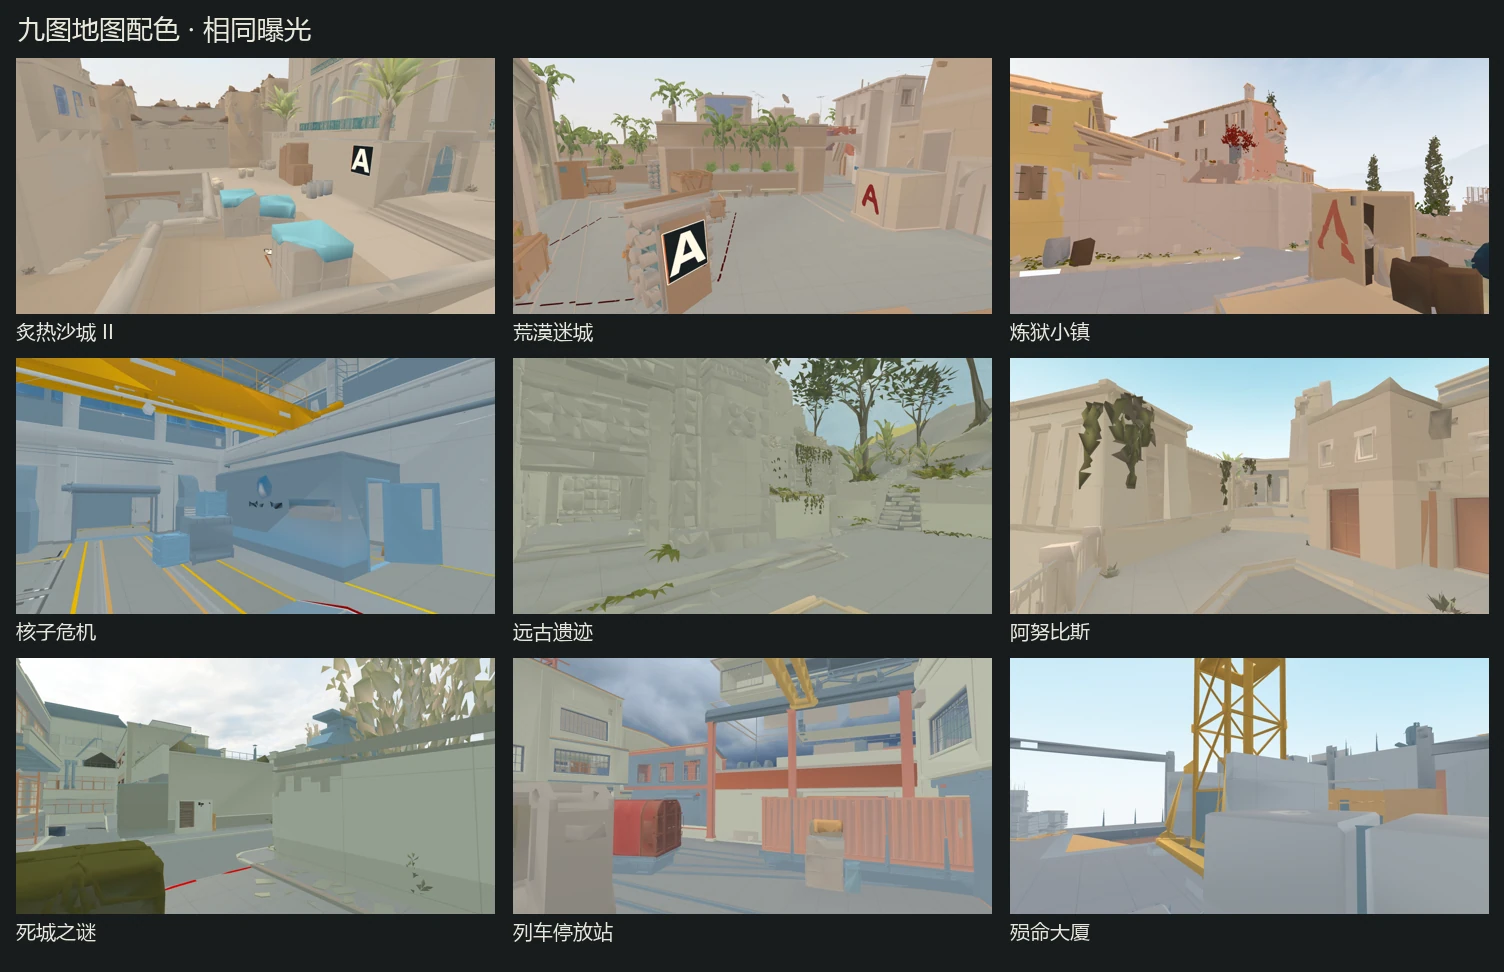 九图地图配色 · 相同曝光
A
A
A
炙热沙城 II
荒漠迷城
炼狱小镇
核子危机
远古遗迹
阿努比斯
死城之谜
列车停放站
殒命大厦